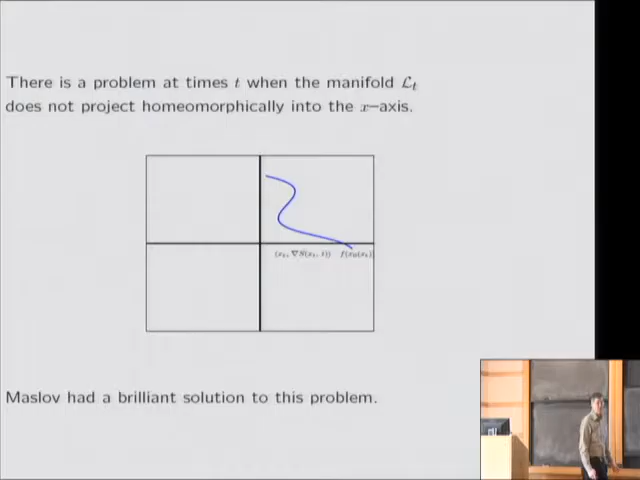 There is a problem at times t when the manifold ℒₜ
does not project homeomorphically into the x–axis.
Maslov had a brilliant solution to this problem.